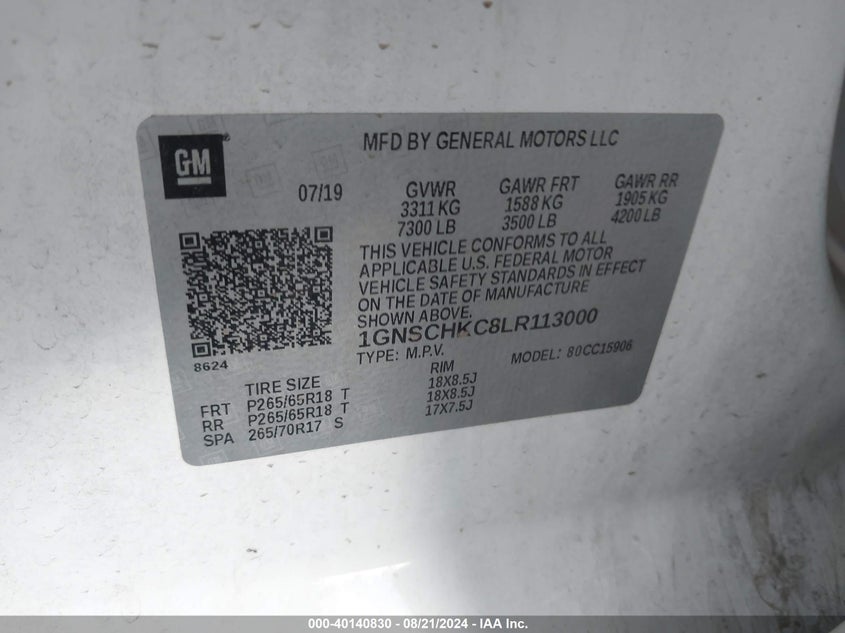 GM
MFD BY GENERAL MOTORS LLC
07/19
GVWR GAWR FRT GAWR RR
3311 KG 1588 KG 1905 KG
7300 LB 3500 LB 4200 LB
THIS VEHICLE CONFORMS TO ALL
APPLICABLE U.S. FEDERAL MOTOR
VEHICLE SAFETY STANDARDS IN EFFECT
ON THE DATE OF MANUFACTURE
SHOWN ABOVE.
1GNSCHKC8LR113000
8624
TYPE: M.P.V. MODEL: 80CC15906
TIRE SIZE RIM
FRT P265/65R18 T 18X8.5J
RR P265/65R18 T 18X8.5J
SPA 265/70R17 S 17X7.5J
000-40140830 - 08/21/2024 - IAA Inc.